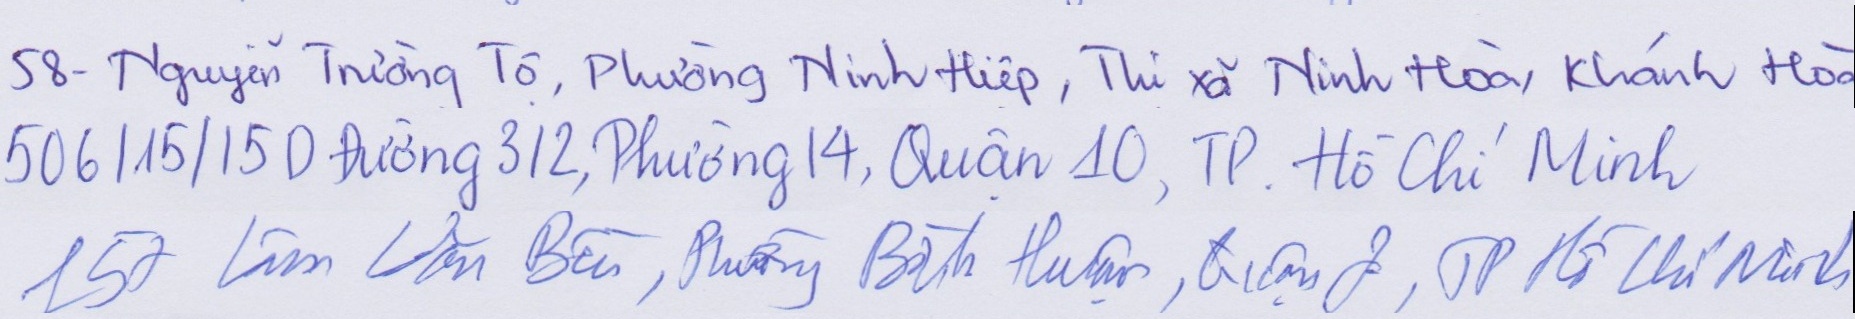 58- Nguyễn Trường Tộ, Phường Ninh Hiệp, Thị xã Ninh Hoà, Khánh Hoà
506/15/15D Đường 3/2, Phường 14, Quận 10, TP. Hồ Chí Minh
157 Lâm Văn Bền, Phường Bình Thuận, Quận 7, TP Hồ Chí Minh